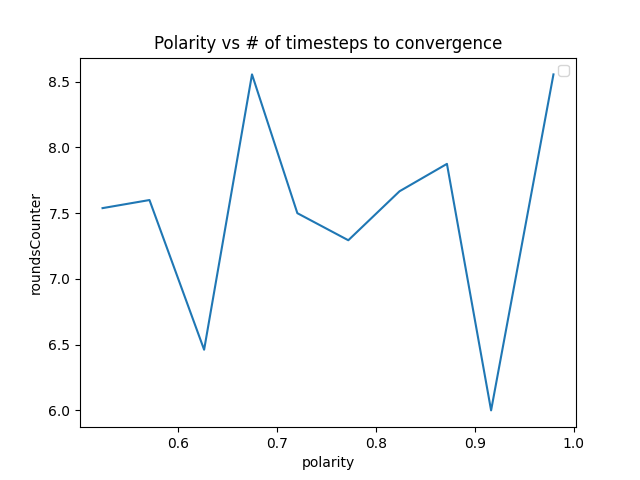 Polarity vs # of timesteps to convergence
8.5
8.0
7.5
7.0
6.5
6.0
roundsCounter
0.6 0.7 0.8 0.9 1.0
polarity